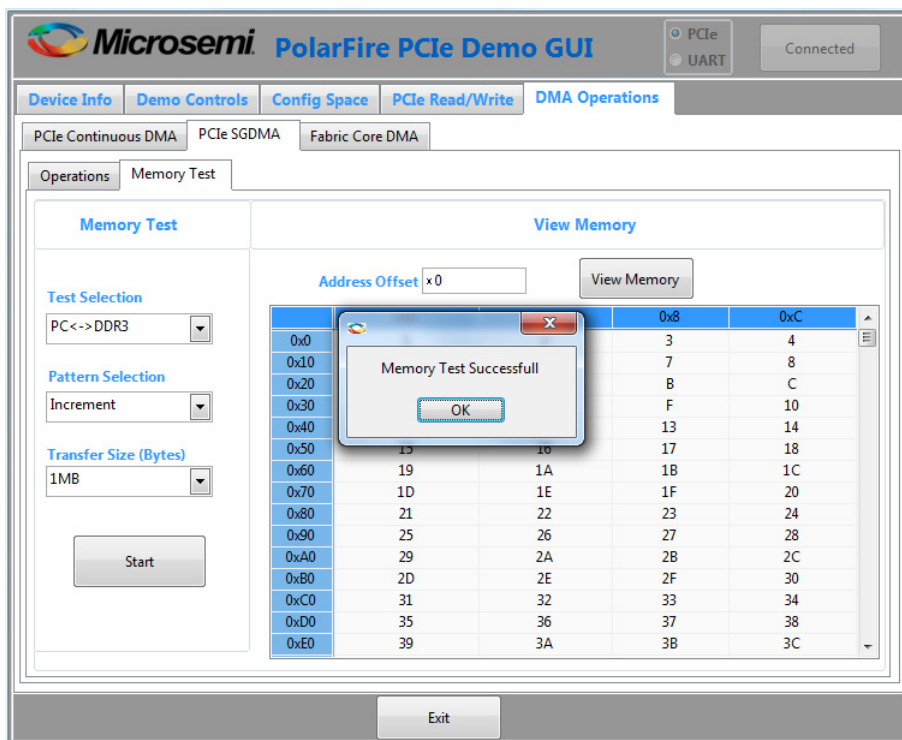 Microsemi. PolarFire PCIe Demo GUI
PCIe
UART
Connected
Device Info Demo Controls Config Space PCIe Read/Write DMA Operations
PCIe Continuous DMA PCIe SGDMA Fabric Core DMA
Operations Memory Test
Memory Test
View Memory
Test Selection
PC<->DDR3
Pattern Selection
Increment
Transfer Size (Bytes)
1MB
Start
Address Offset x 0 View Memory
0x8 0xC
0x0 3 4
0x10 7 8
0x20 B C
0x30 F 10
0x40 13 14
0x50 15 16 17 18
0x60 19 1A 1B 1C
0x70 1D 1E 1F 20
0x80 21 22 23 24
0x90 25 26 27 28
0xA0 29 2A 2B 2C
0xB0 2D 2E 2F 30
0xC0 31 32 33 34
0xD0 35 36 37 38
0xE0 39 3A 3B 3C
Memory Test Successfull
OK
Exit